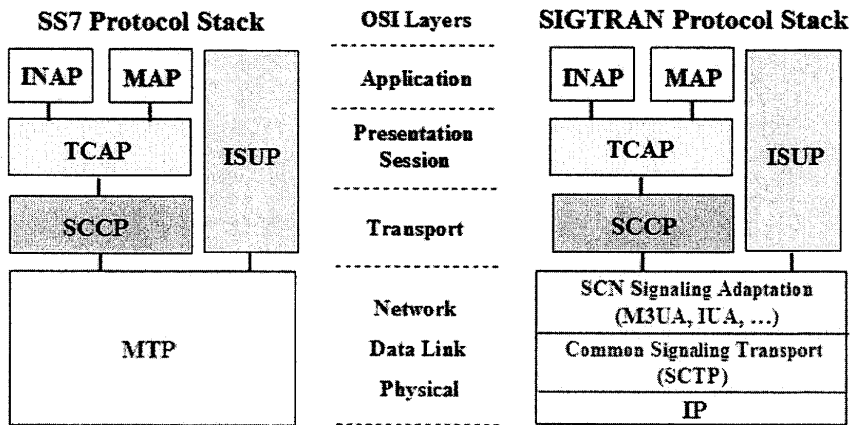 SS7 Protocol Stack
OSI Layers
SIGTRAN Protocol Stack
INAP
MAP
ISUP
TCAP
SCCP
MTP
Application
Presentation
Session
Transport
Network
Data Link
Physical
INAP
MAP
ISUP
TCAP
SCCP
SCN Signaling Adaptation
(M3UA, IUA, ...)
Common Signaling Transport
(SCTP)
IP